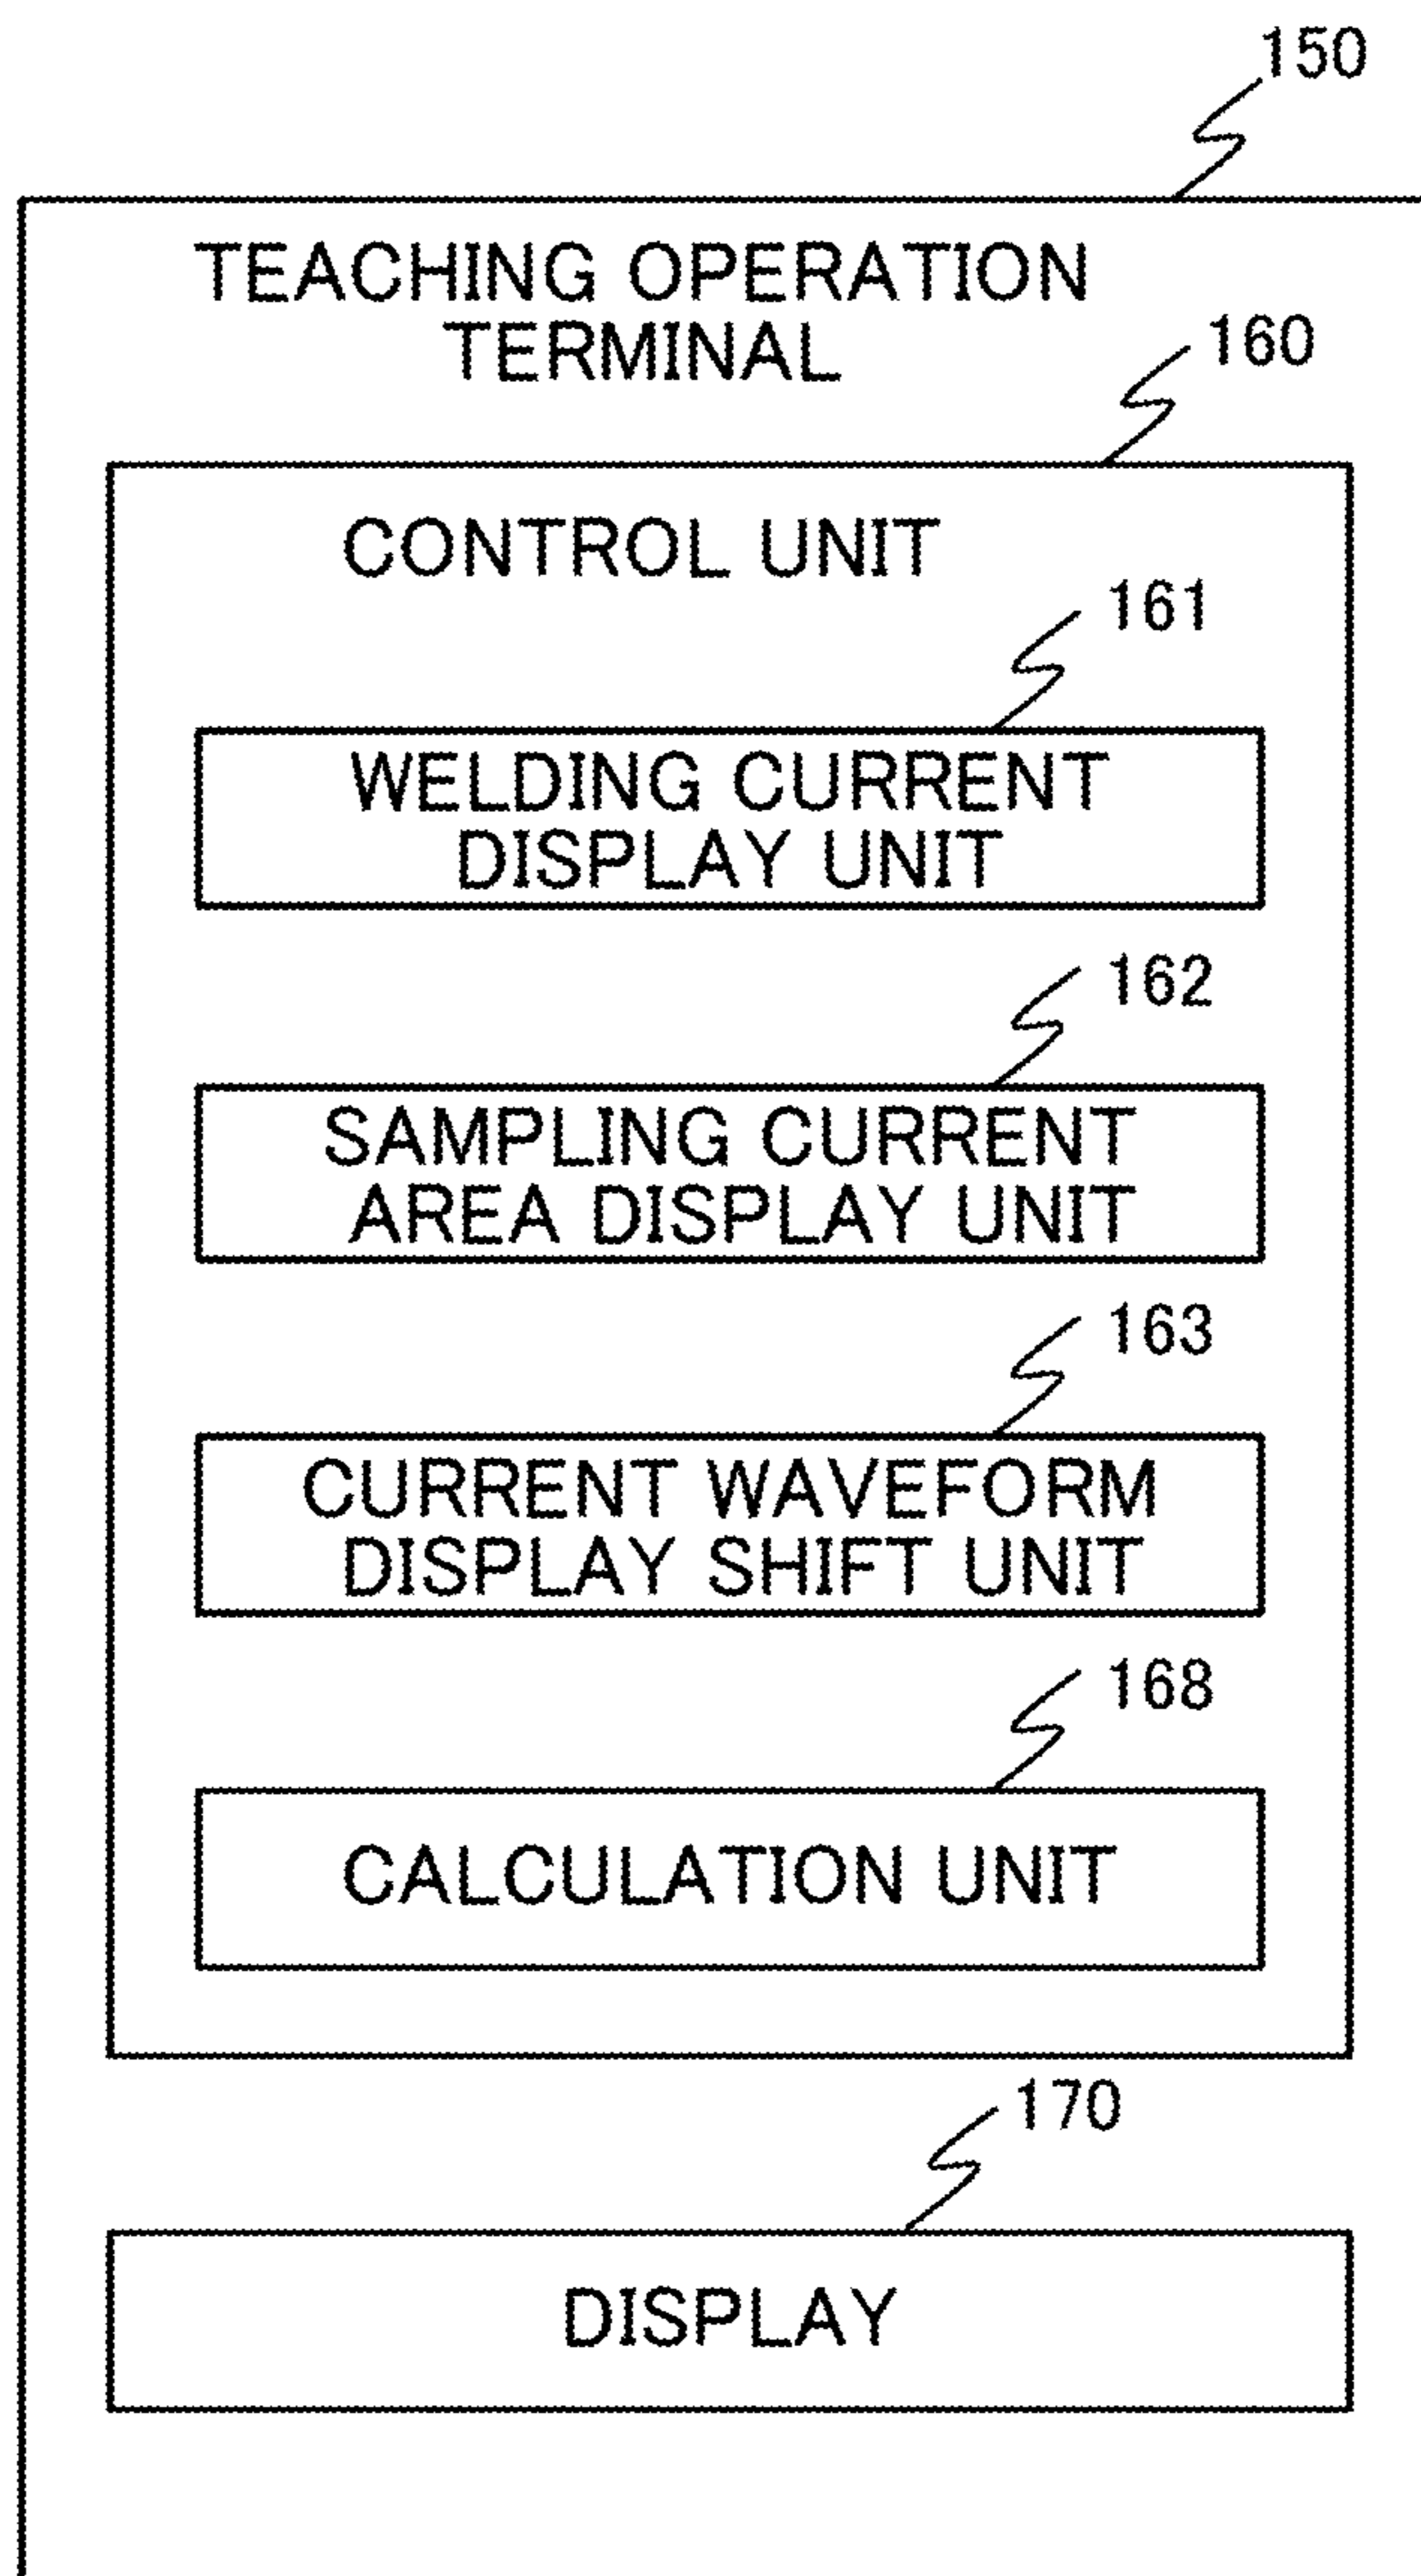 150
TEACHING OPERATION
TERMINAL
160
CONTROL UNIT
161
WELDING CURRENT
DISPLAY UNIT
162
SAMPLING CURRENT
AREA DISPLAY UNIT
163
CURRENT WAVEFORM
DISPLAY SHIFT UNIT
168
CALCULATION UNIT
170
DISPLAY